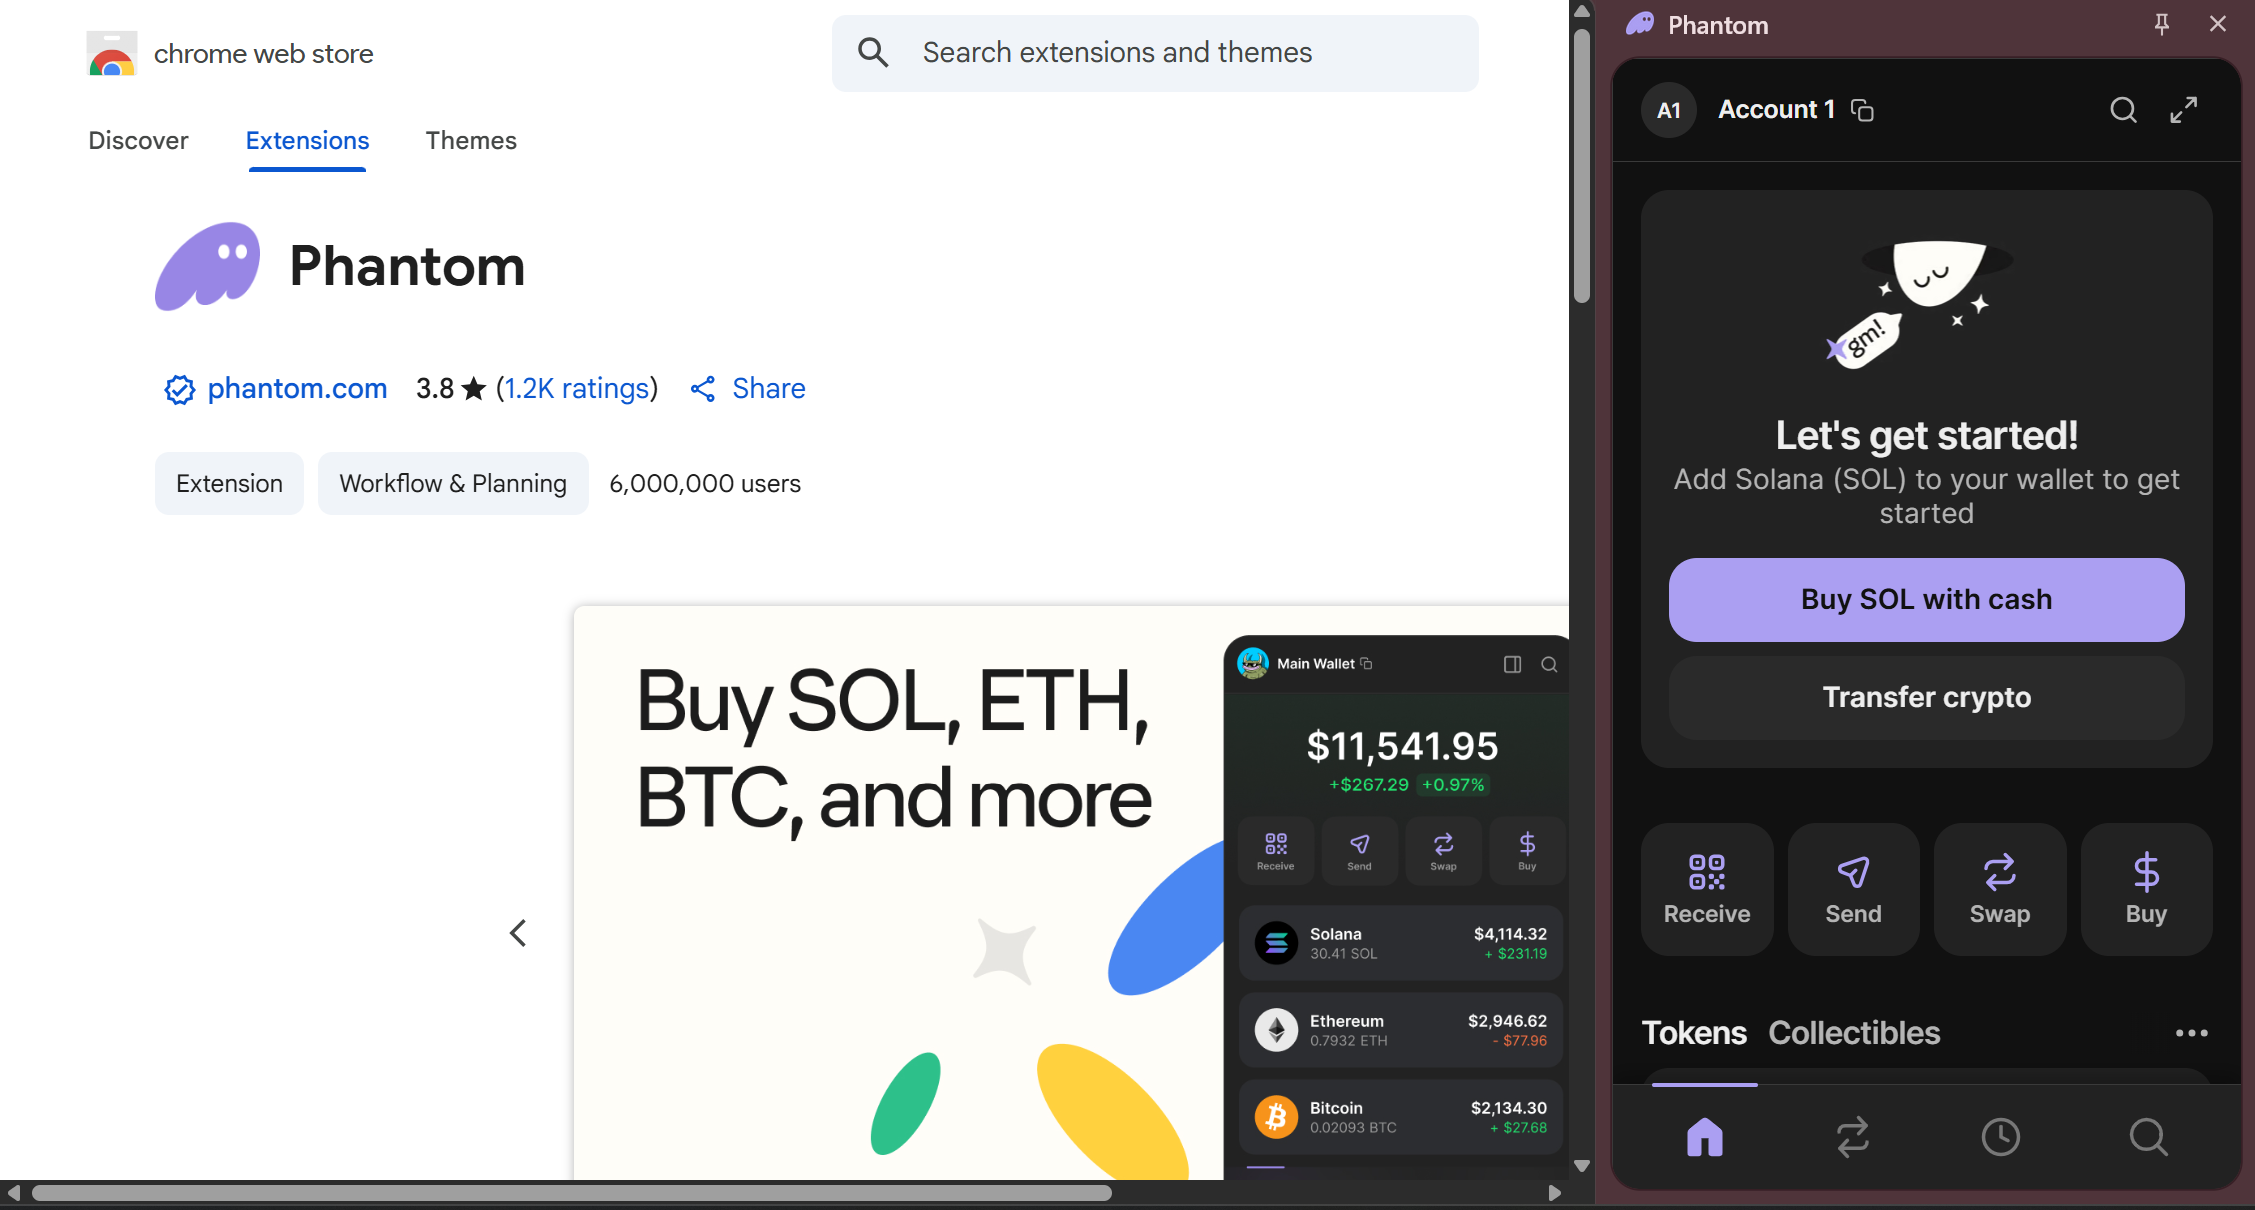 chrome web store
Search extensions and themes
Discover
Extensions
Themes
Phantom
phantom.com
3.8 ★ (1.2K ratings)
Share
Extension
Workflow & Planning
6,000,000 users
Buy SOL, ETH,
BTC, and more
Main Wallet
$11,541.95
+$267.29 +0.97%
Receive
Send
Swap
Buy
Solana
$4,114.32
30.41 SOL
+ $231.19
Ethereum
$2,946.62
0.7932 ETH
- $77.96
Bitcoin
$2,134.30
0.02093 BTC
+ $27.68
Phantom
A1
Account 1
gm!
Let's get started!
Add Solana (SOL) to your wallet to get
started
Buy SOL with cash
Transfer crypto
Receive
Send
Swap
Buy
Tokens
Collectibles